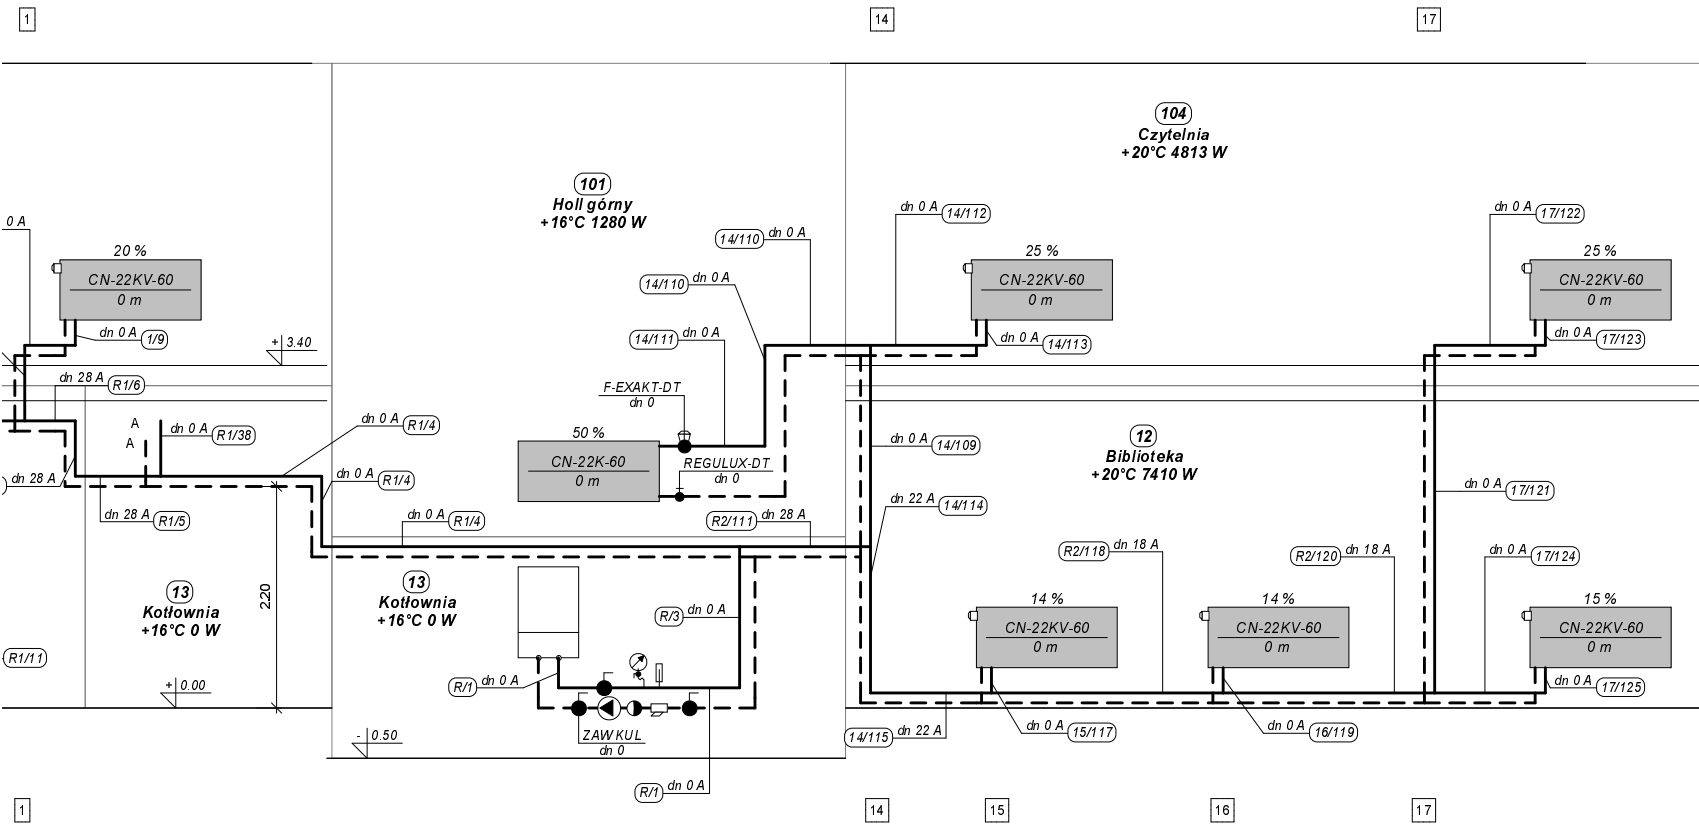 1
14
17
104
Czytelnia
+20°C 4813 W
101
Holl górny
+16°C 1280 W
0 A
dn 0 A 14/112
dn 0 A 17/122
14/110 dn 0 A
20 %
CN-22KV-60
0 m
25 %
CN-22KV-60
0 m
25 %
CN-22KV-60
0 m
14/110 dn 0 A
dn 0 A 1/9
+ 3.40
14/111 dn 0 A
dn 0 A 14/113
dn 0 A 17/123
dn 28 A R1/6
F-EXAKT-DT
dn 0
A
A
dn 0 A R1/38
dn 0 A R1/4
50 %
CN-22K-60
0 m
REGULUX-DT
dn 0
dn 0 A 14/109
12
Biblioteka
+20°C 7410 W
dn 28 A
dn 0 A R1/4
dn 0 A 17/121
dn 22 A 14/114
dn 28 A R1/5
dn 0 A R1/4
R2/111 dn 28 A
R2/118 dn 18 A
R2/120 dn 18 A
dn 0 A 17/124
13
Kotłownia
+16°C 0 W
2.20
13
Kotłownia
+16°C 0 W
R/3 dn 0 A
14 %
CN-22KV-60
0 m
14 %
CN-22KV-60
0 m
15 %
CN-22KV-60
0 m
R1/11
+ 0.00
R/1 dn 0 A
dn 0 A 17/125
- 0.50
ZAWKUL
dn 0
14/115 dn 22 A
dn 0 A 15/117
dn 0 A 16/119
R/1 dn 0 A
1
14
15
16
17